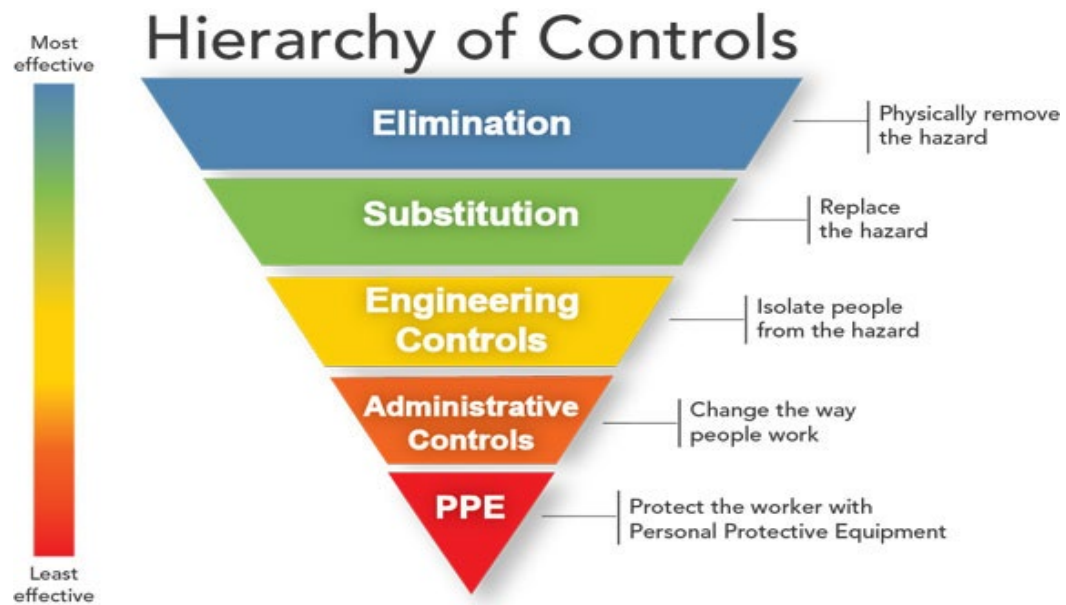 Hierarchy of Controls
Most
effective
Elimination
Physically remove
the hazard
Substitution
Replace
the hazard
Engineering
Controls
Isolate people
from the hazard
Administrative
Controls
Change the way
people work
PPE
Protect the worker with
Personal Protective Equipment
Least
effective